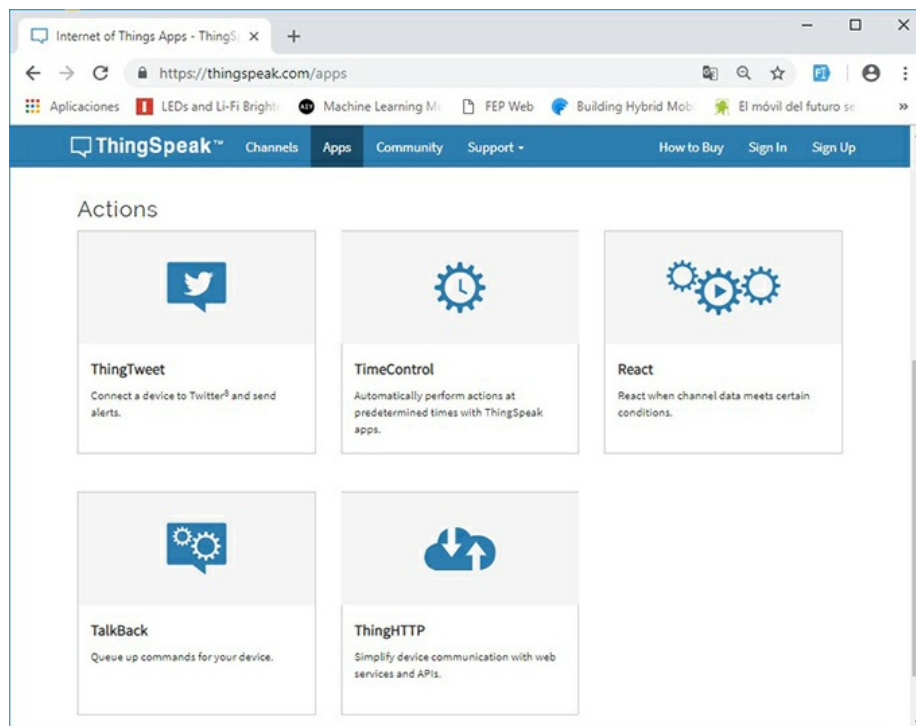 Internet of Things Apps - ThingS
https://thingspeak.com/apps
Aplicaciones LEDs and Li-Fi Bright Machine Learning M FEP Web Building Hybrid Mob El móvil del futuro se
ThingSpeak™ Channels Apps Community Support How to Buy Sign In Sign Up
Actions
ThingTweet
Connect a device to Twitter® and send
alerts.
TimeControl
Automatically perform actions at
predetermined times with ThingSpeak
apps.
React
React when channel data meets certain
conditions.
TalkBack
Queue up commands for your device.
ThingHTTP
Simplify device communication with web
services and APIs.